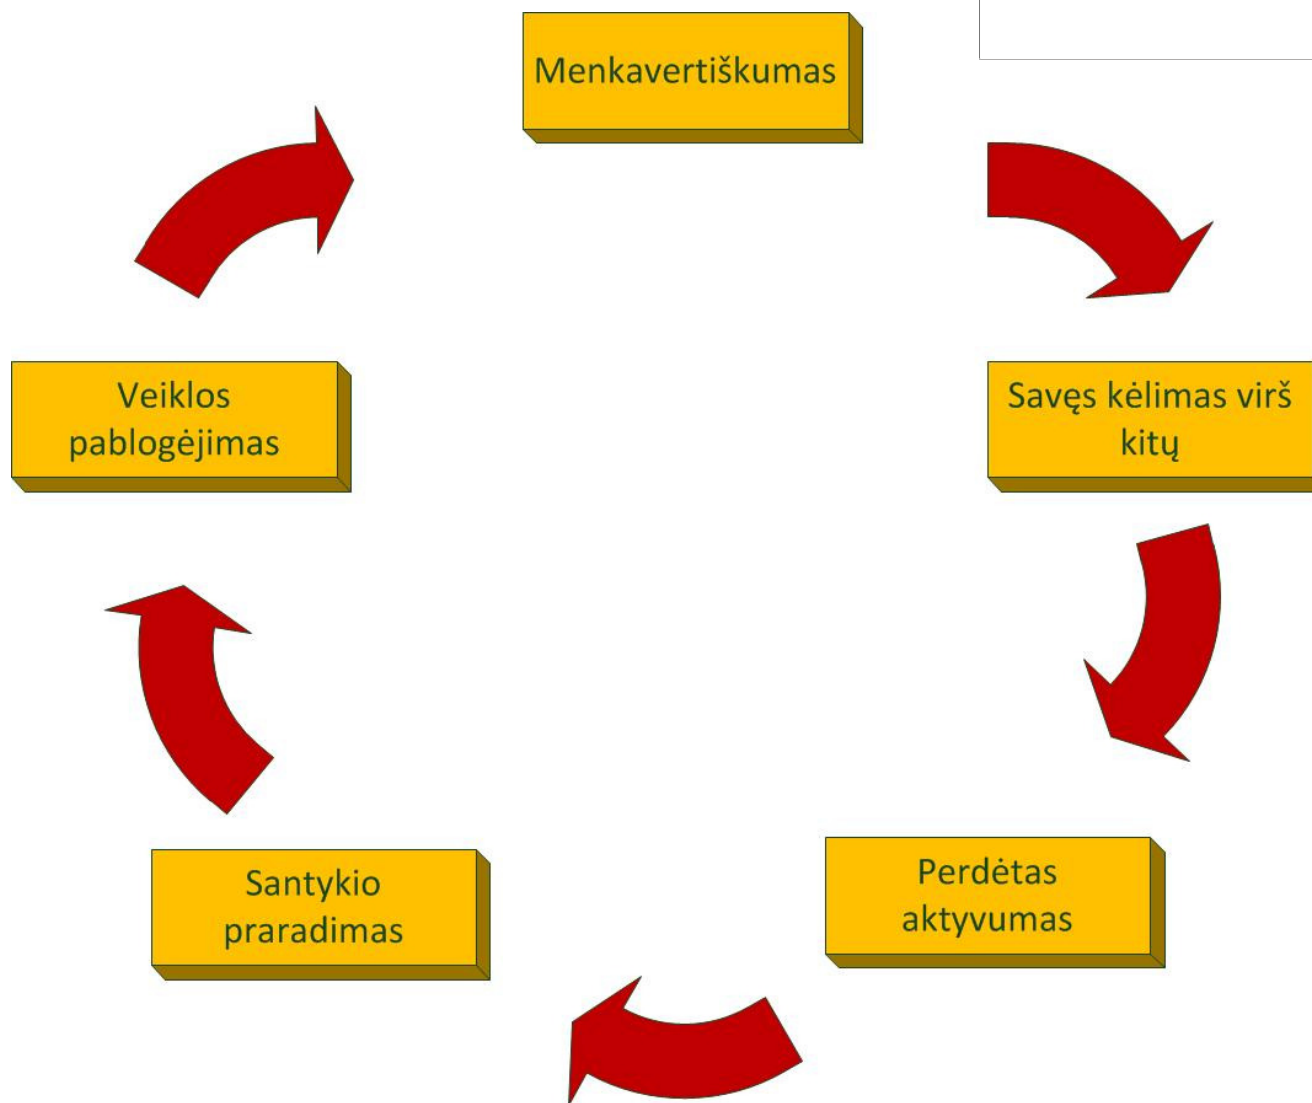 Menkavertiškumas
Savęs kėlimas virš
kitų
Perdėtas
aktyvumas
Santykio
praradimas
Veiklos
pablogėjimas